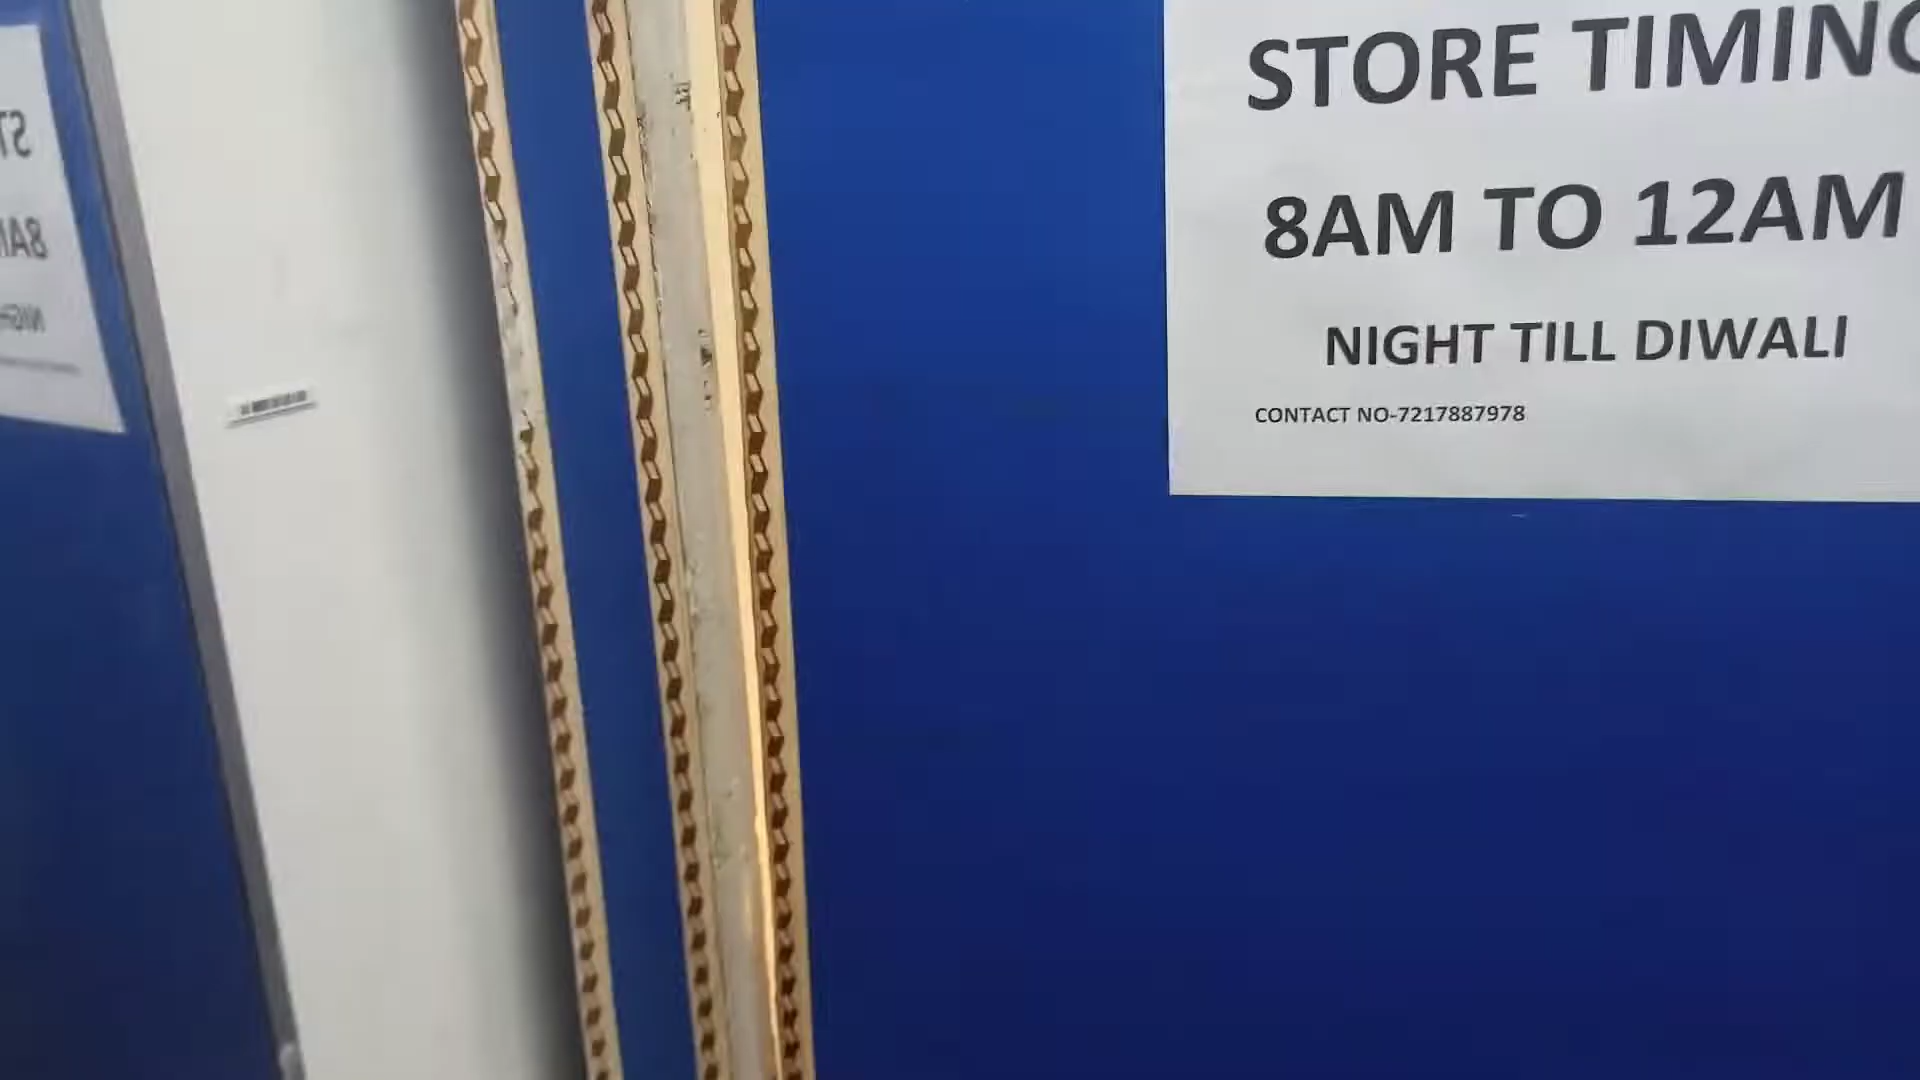 STORE TIMING
8AM TO 12AM
NIGHT TILL DIWALI
CONTACT NO-7217887978